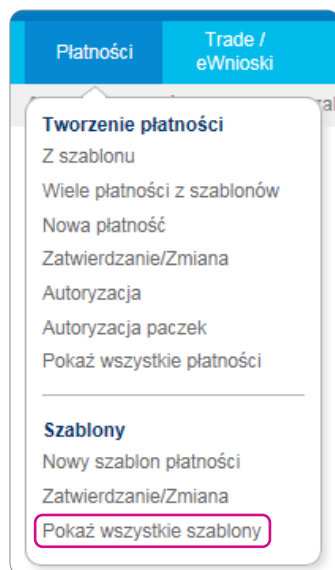 Płatności
Trade /
eWnioski
Tworzenie płatności
Z szablonu
Wiele płatności z szablonów
Nowa płatność
Zatwierdzanie/Zmiana
Autoryzacja
Autoryzacja paczek
Pokaż wszystkie płatności
Szablony
Nowy szablon płatności
Zatwierdzanie/Zmiana
Pokaż wszystkie szablony